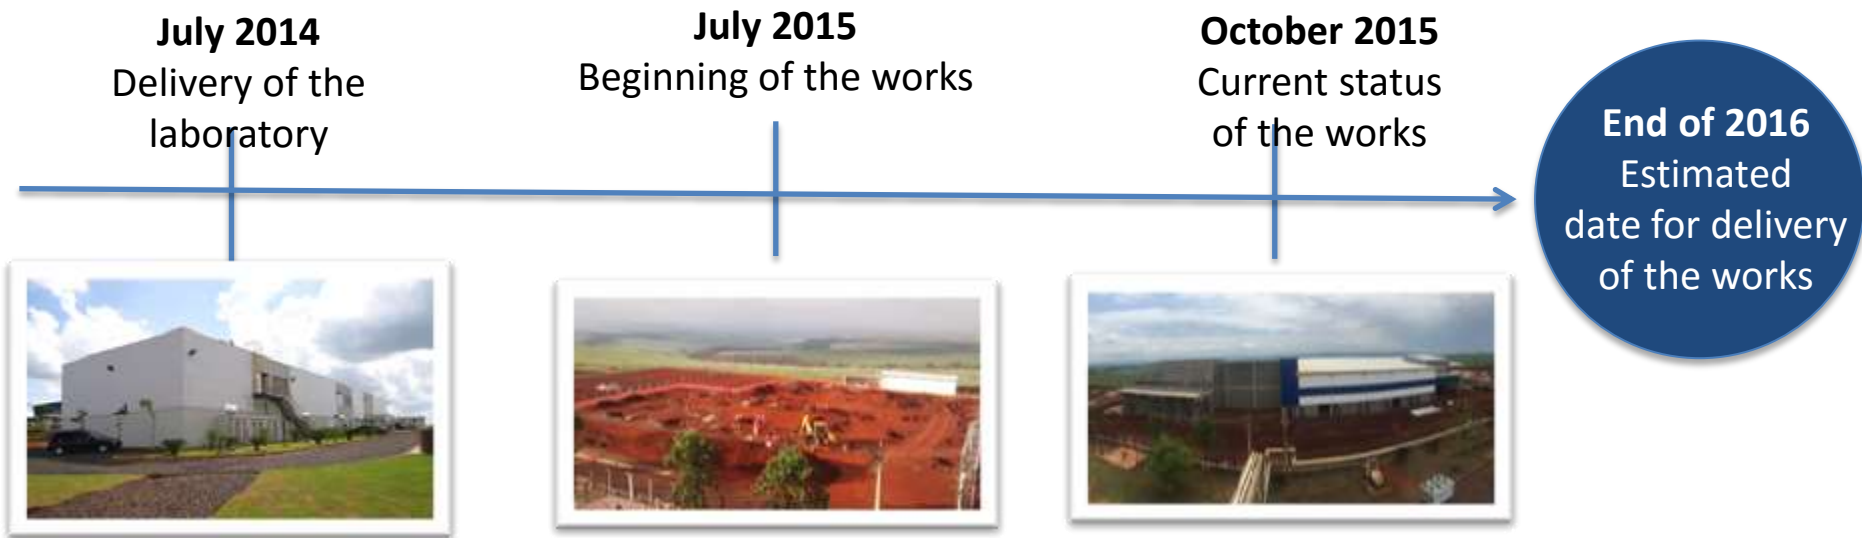 July 2014
Delivery of the
laboratory
July 2015
Beginning of the works
October 2015
Current status
of the works
End of 2016
Estimated
date for delivery
of the works